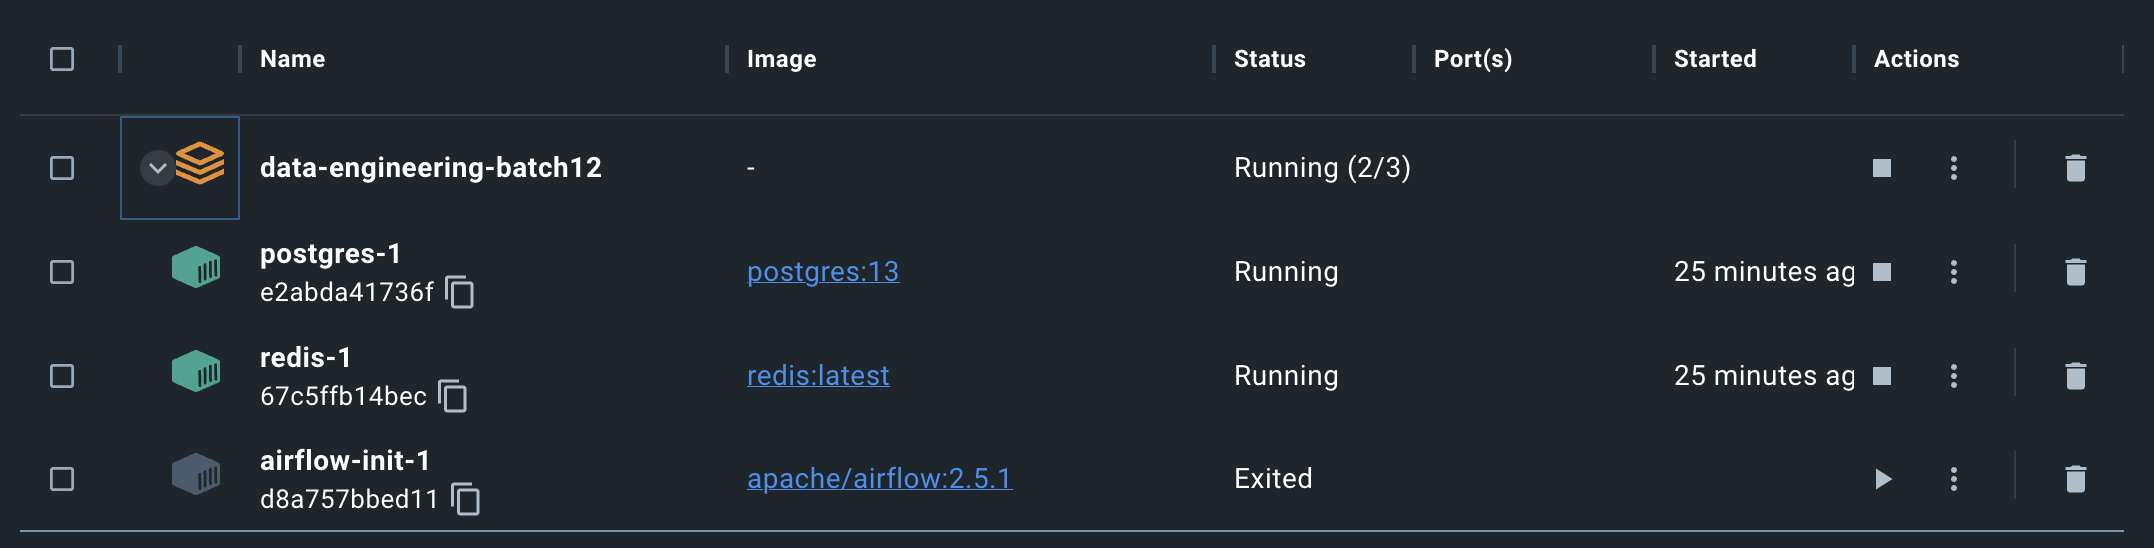 Name Image Status Port(s) Started Actions
data-engineering-batch12 - Running (2/3)
postgres-1
e2abda41736f postgres:13 Running 25 minutes ag
redis-1
67c5ffb14bec redis:latest Running 25 minutes ag
airflow-init-1
d8a757bbed11 apache/airflow:2.5.1 Exited